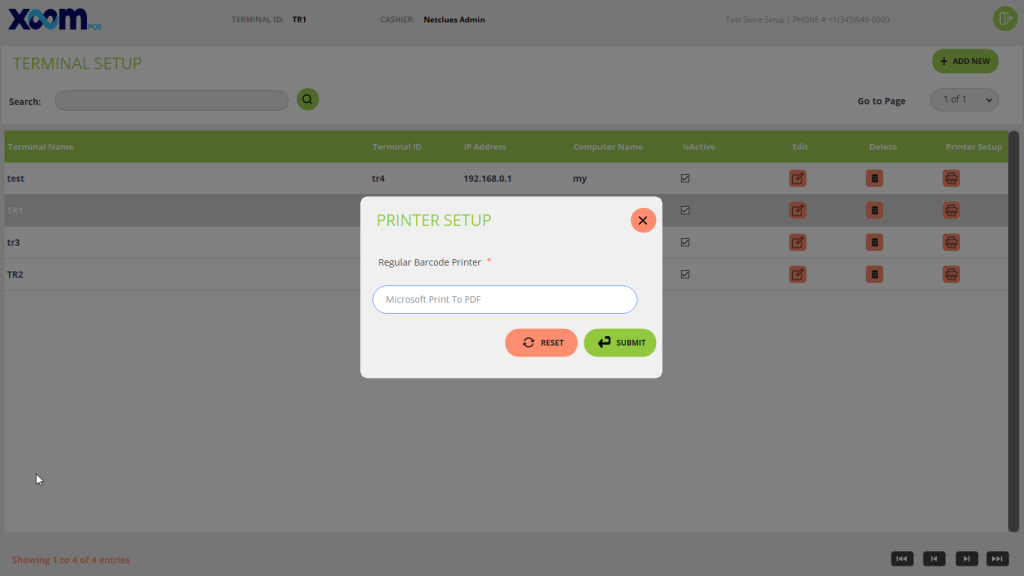 xoom POS TERMINAL ID: TR1 CASHIER: Netclues Admin Test Store Setup | PHONE # +1(345)946-0000
TERMINAL SETUP
+ ADD NEW
Search:
Go to Page 1 of 1
Terminal Name Terminal ID IP Address Computer Name IsActive Edit Delete Printer Setup
test tr4 192.168.0.1 my
TR1
tr3
TR2
PRINTER SETUP
Regular Barcode Printer *
Microsoft Print To PDF
RESET SUBMIT
Showing 1 to 4 of 4 entries